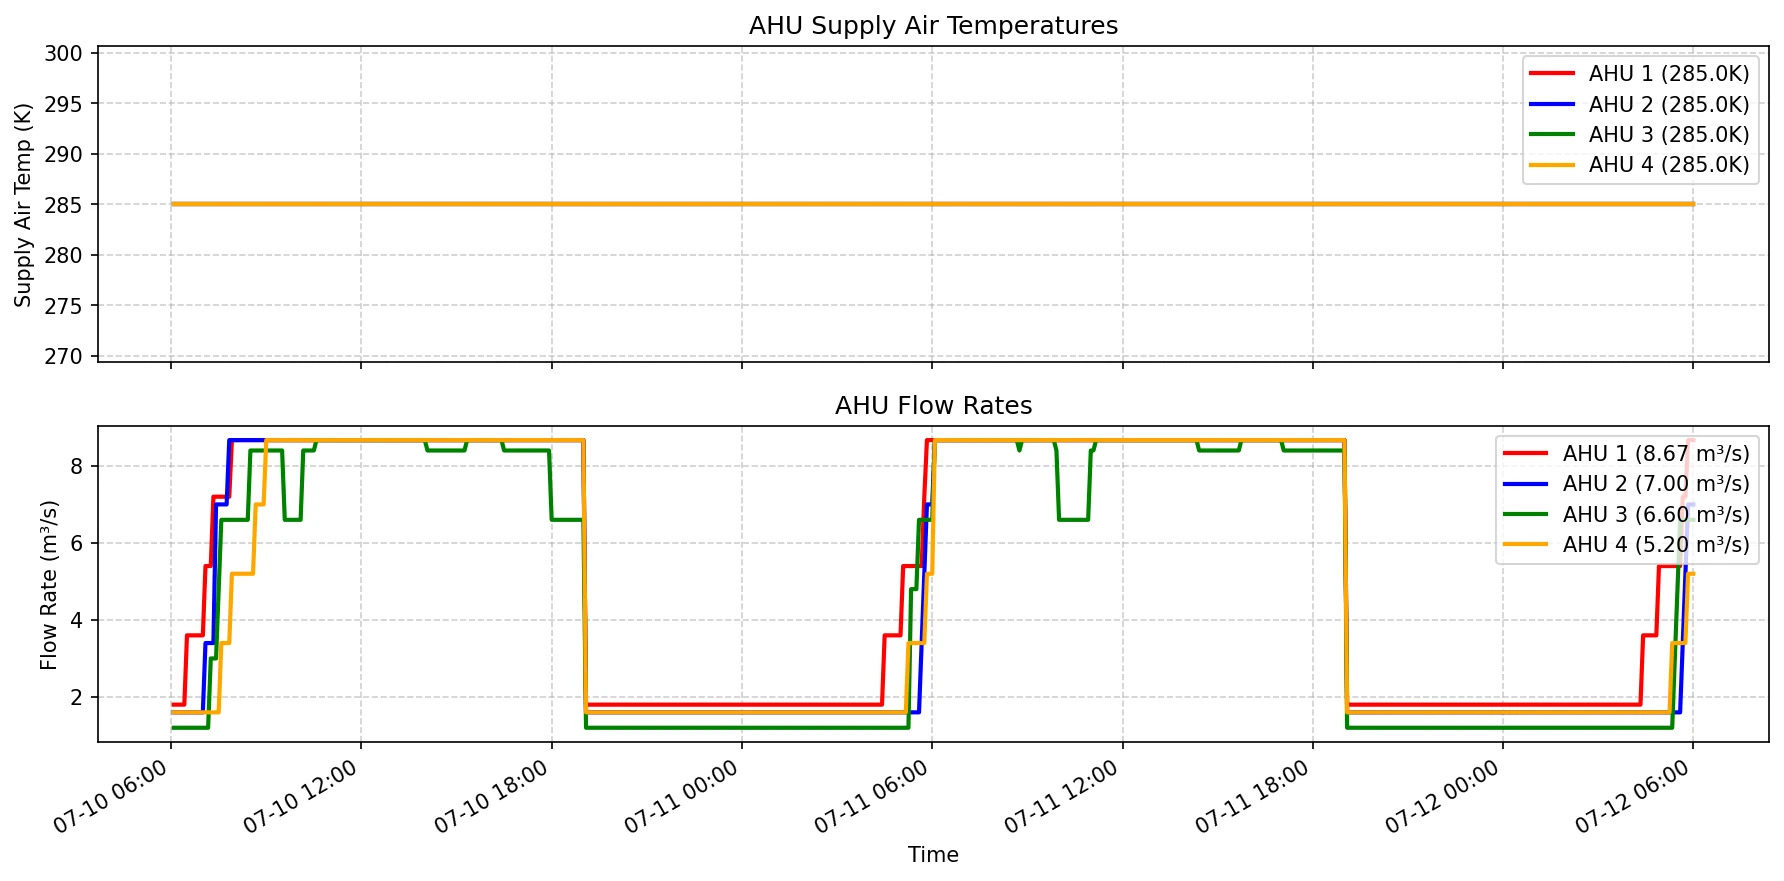 AHU Supply Air Temperatures
Supply Air Temp (K)
300
295
290
285
280
275
270
AHU 1 (285.0K)
AHU 2 (285.0K)
AHU 3 (285.0K)
AHU 4 (285.0K)
AHU Flow Rates
Flow Rate (m³/s)
8
6
4
2
AHU 1 (8.67 m³/s)
AHU 2 (7.00 m³/s)
AHU 3 (6.60 m³/s)
AHU 4 (5.20 m³/s)
07-10 06:00
07-10 12:00
07-10 18:00
07-11 00:00
07-11 06:00
07-11 12:00
07-11 18:00
07-12 00:00
07-12 06:00
Time